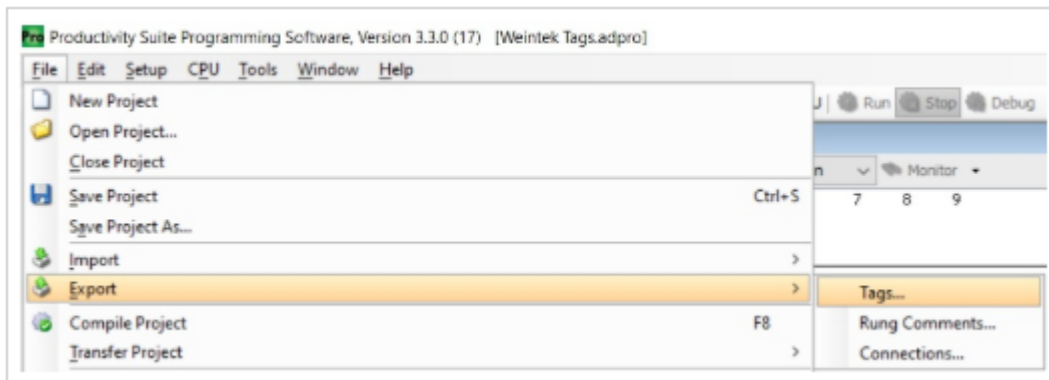 Pro Productivity Suite Programming Software, Version 3.3.0 (17) [Weintek Tags.adpro]
File Edit Setup CPU Tools Window Help
New Project
Run Stop Debug
Open Project...
Close Project
Monitor
Save Project Ctrl+S
7 8 9
Save Project As...
Import >
Export >
Tags...
Compile Project F8
Rung Comments...
Transfer Project >
Connections...